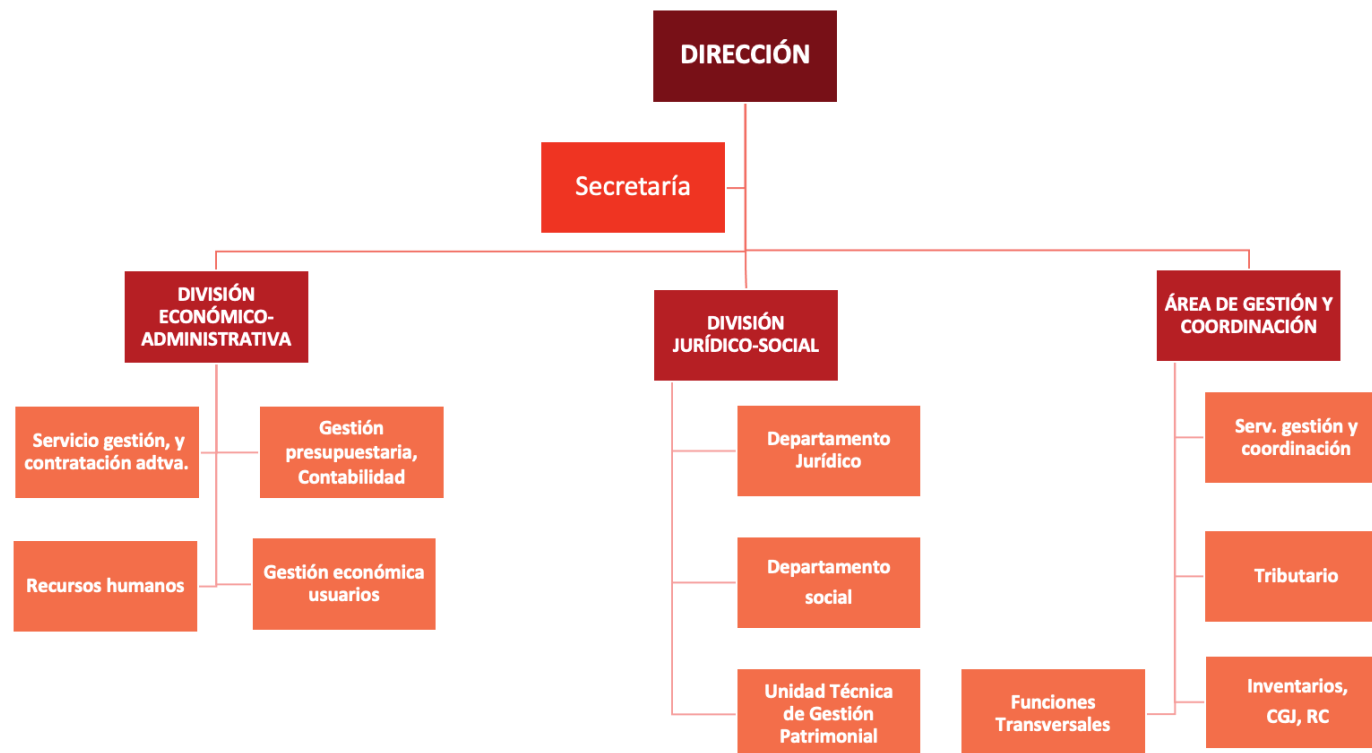 DIRECCIÓN
Secretaría
DIVISIÓN
ECONÓMICO-
ADMINISTRATIVA
DIVISIÓN
JURÍDICO-SOCIAL
ÁREA DE GESTIÓN Y
COORDINACIÓN
Servicio gestión, y
contratación adtva.
Gestión
presupuestaria,
Contabilidad
Recursos humanos
Gestión económica
usuarios
Departamento
Jurídico
Departamento
social
Unidad Técnica
de Gestión
Patrimonial
Serv. gestión y
coordinación
Tributario
Funciones
Transversales
Inventarios,
CGJ, RC